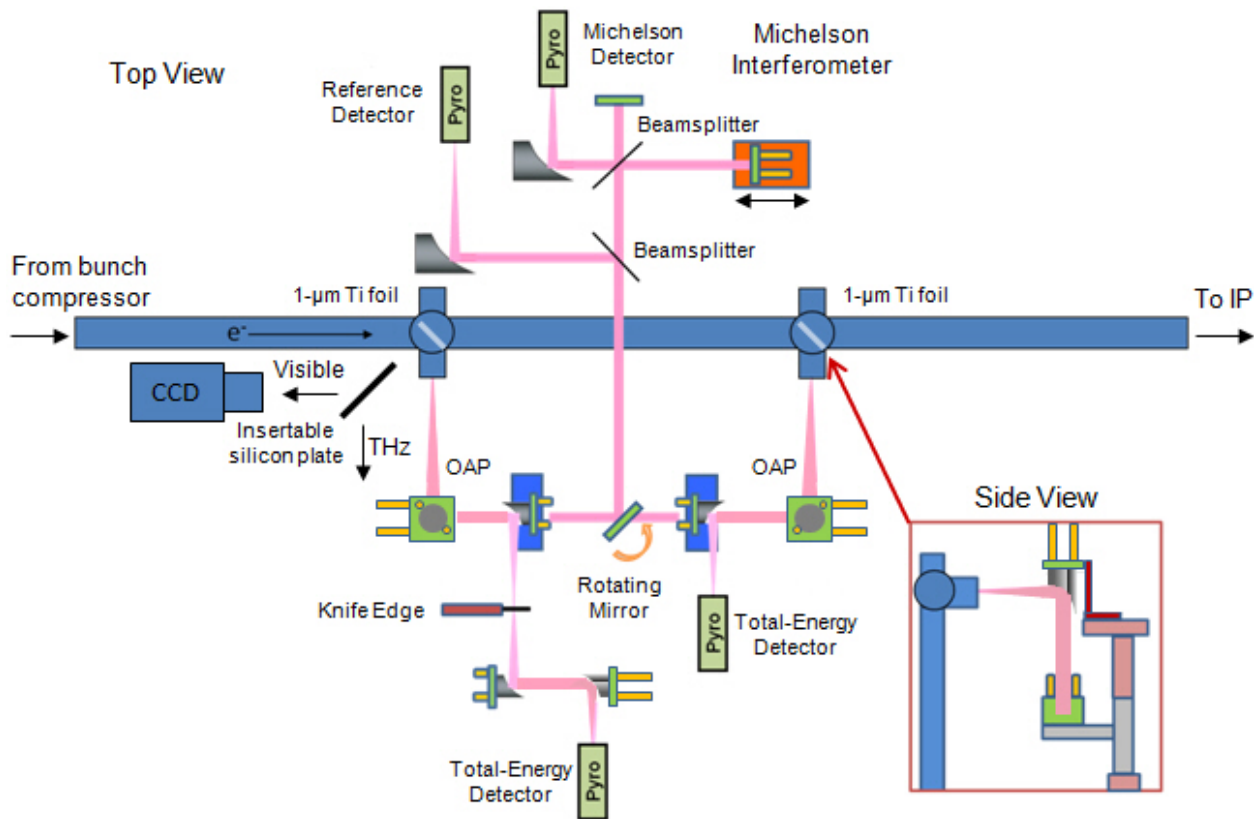 Top View
Pyro
Michelson
Detector
Michelson
Interferometer
Reference
Detector
Pyro
Beamsplitter
Beamsplitter
From bunch
compressor
1-μm Ti foil
1-μm Ti foil
To IP
e-
CCD
Visible
Insertable
silicon plate
THz
OAP
OAP
Side View
Rotating
Mirror
Knife Edge
Pyro
Total-Energy
Detector
Total-Energy
Detector
Pyro